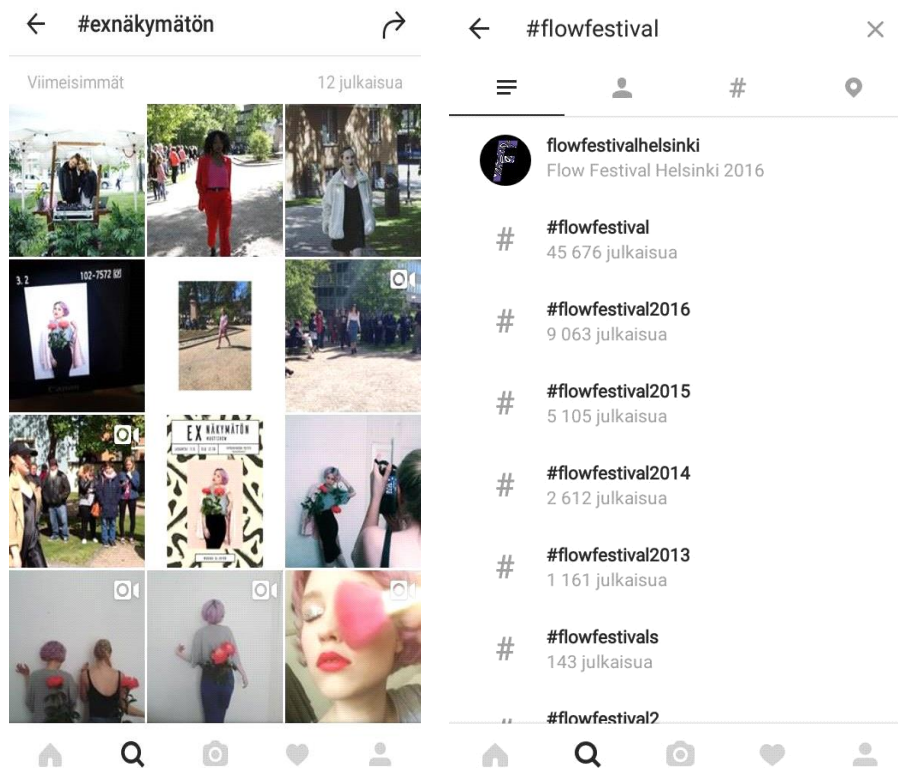 #exnäkymätön
Viimeisimmät
12 julkaisua
3. 2
102-7572
Canon
EX NÄKYMÄTÖN
#flowfestival
flowfestivalhelsinki
Flow Festival Helsinki 2016
#flowfestival
45 676 julkaisua
#flowfestival2016
9 063 julkaisua
#flowfestival2015
5 105 julkaisua
#flowfestival2014
2 612 julkaisua
#flowfestival2013
1 161 julkaisua
#flowfestivals
143 julkaisua
#flowfestival2